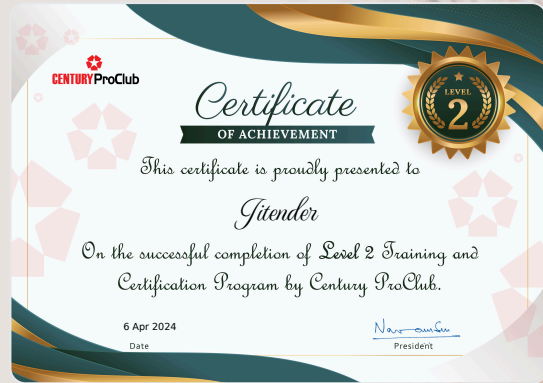 CENTURY ProClub
Certificate
OF ACHIEVEMENT
LEVEL
2
This certificate is proudly presented to
Jitender
On the successful completion of Level 2 Training and
Certification Program by Century ProClub.
6 Apr 2024
Date
President